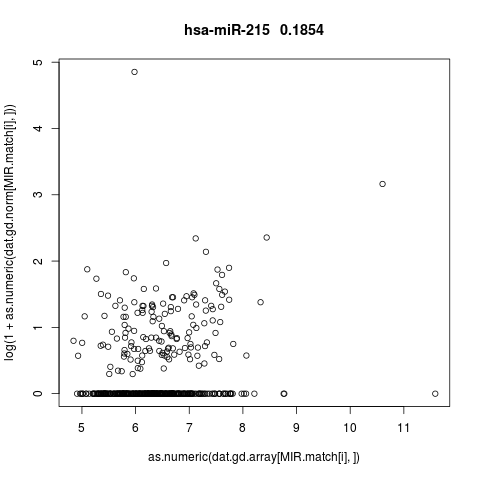 hsa-miR-215 0.1854
log(1 + as.numeric(dat.gd.norm[MIR.match[i], ]))
5
4
3
2
1
0
5 6 7 8 9 10 11
as.numeric(dat.gd.array[MIR.match[i], ])